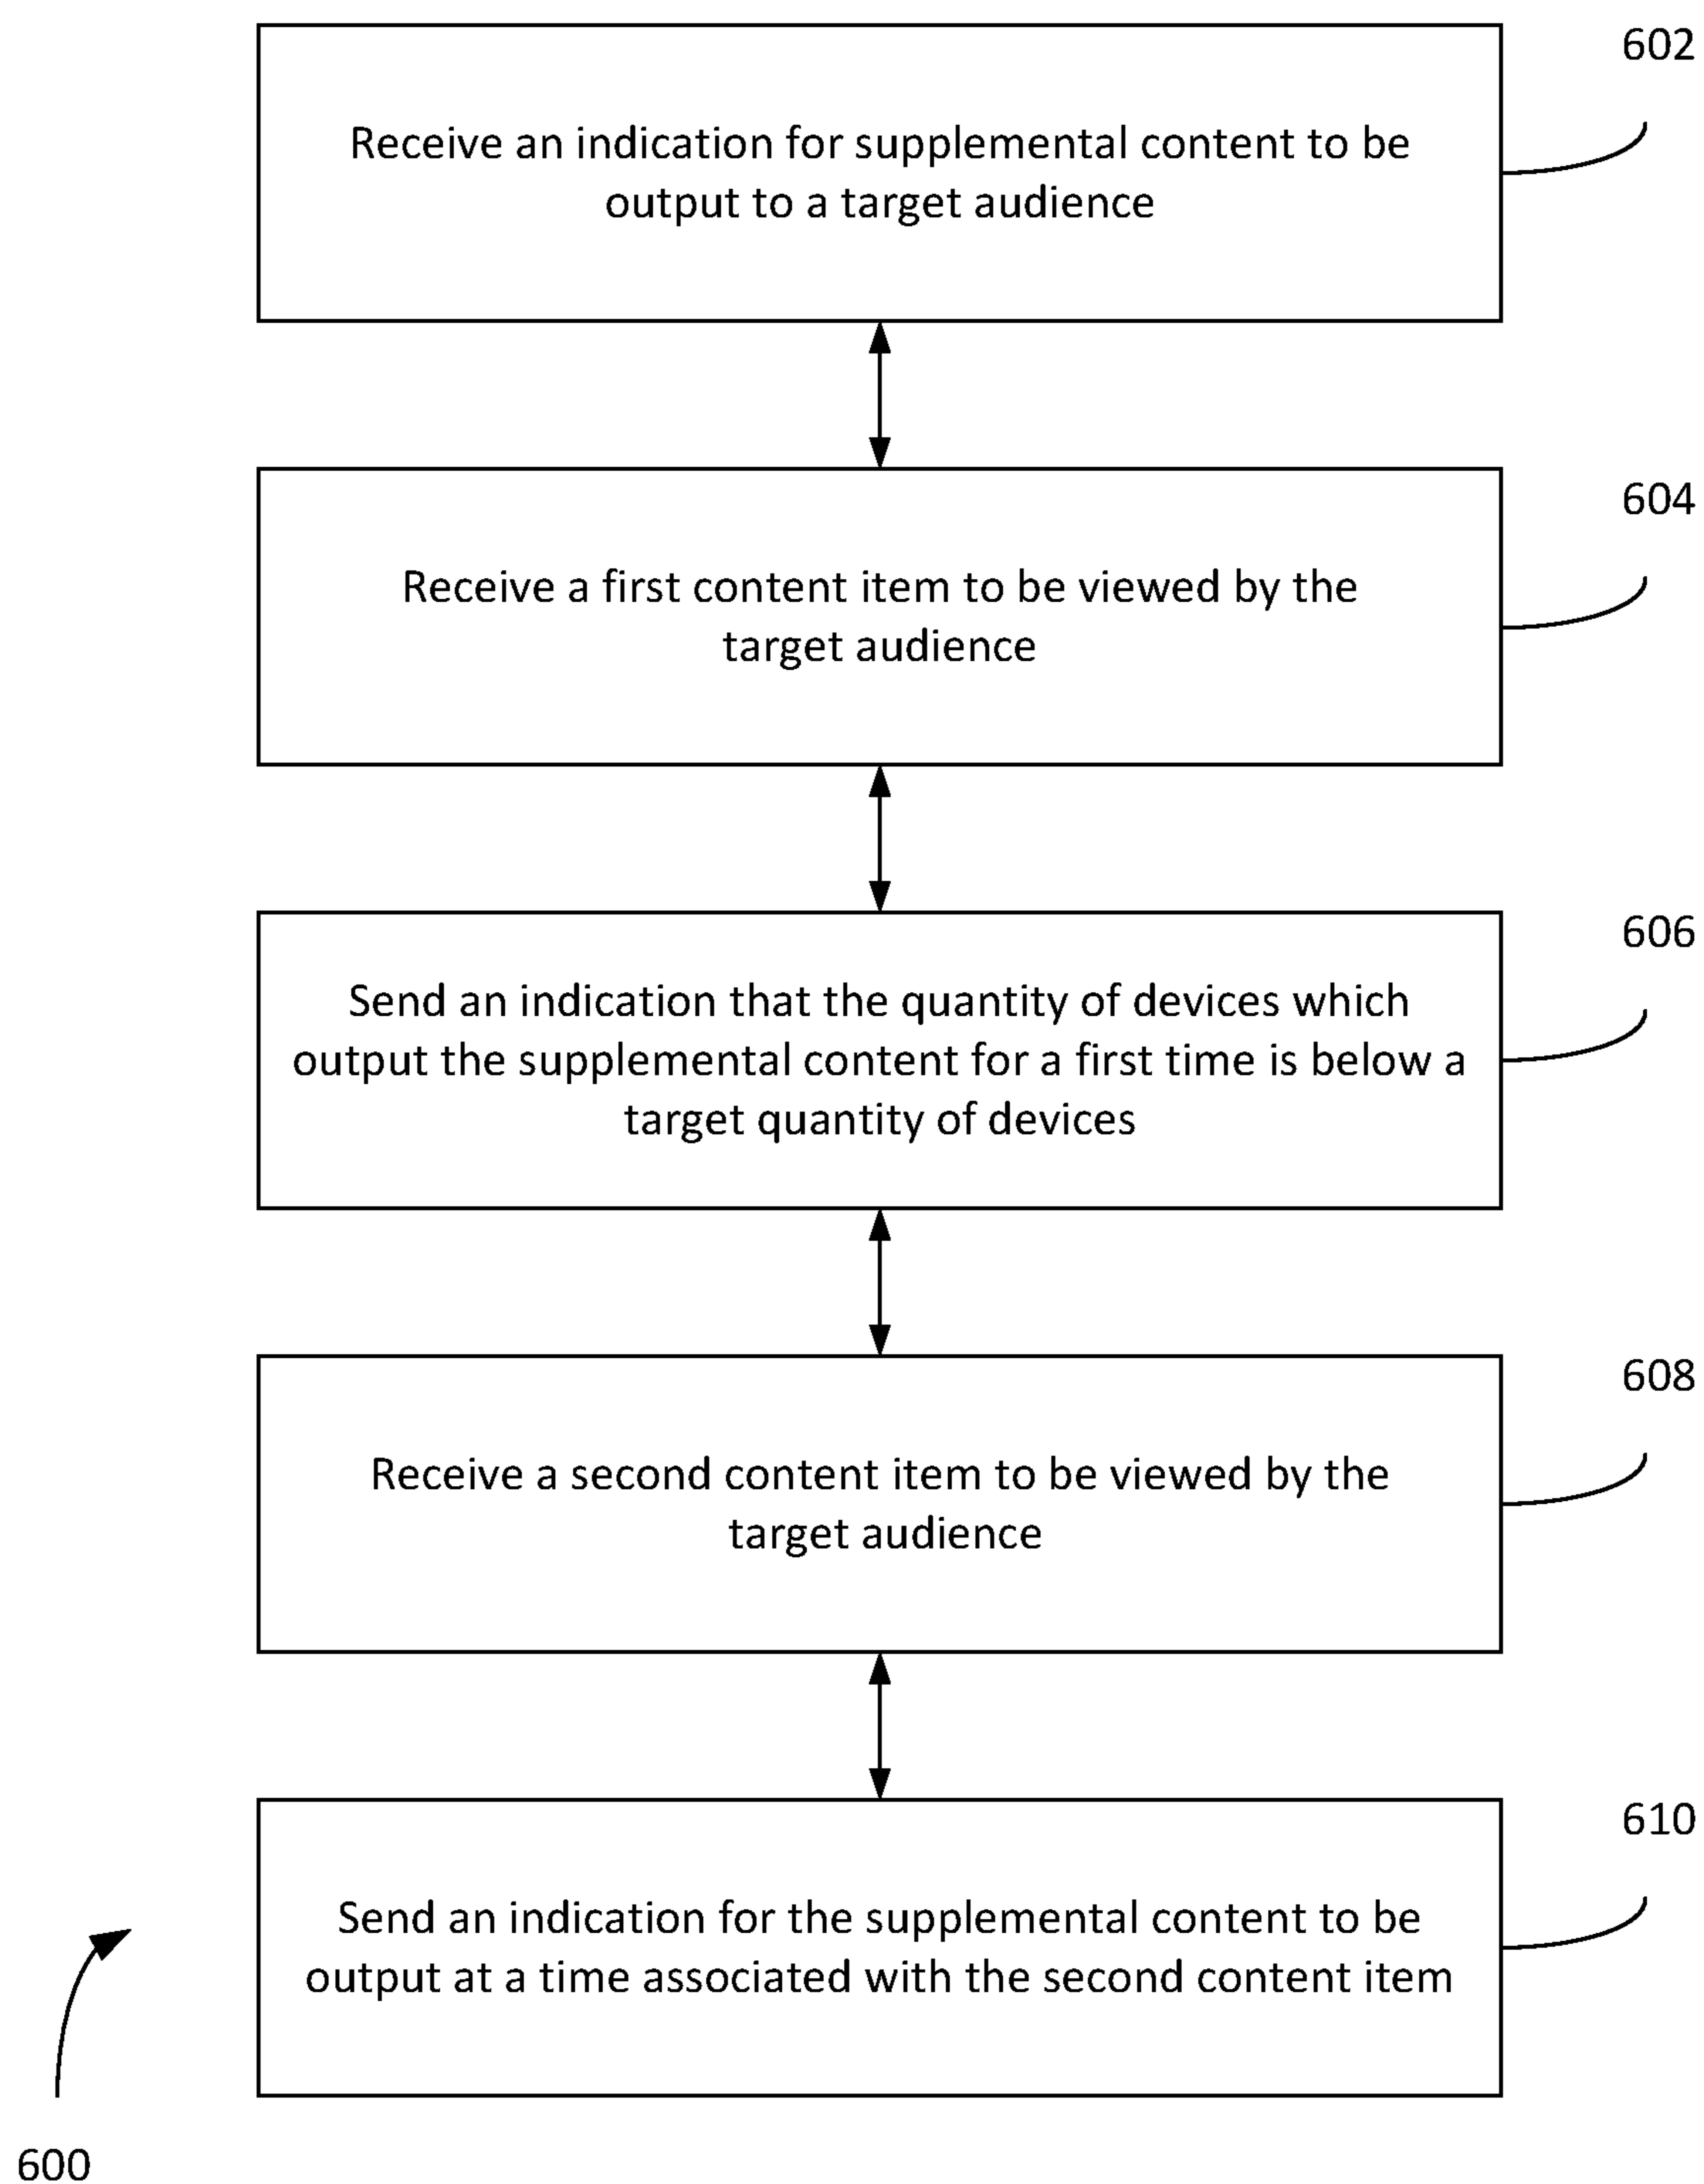 602
Receive an indication for supplemental content to be
output to a target audience
604
Receive a first content item to be viewed by the
target audience
606
Send an indication that the quantity of devices which
output the supplemental content for a first time is below a
target quantity of devices
608
Receive a second content item to be viewed by the
target audience
610
Send an indication for the supplemental content to be
output at a time associated with the second content item
600